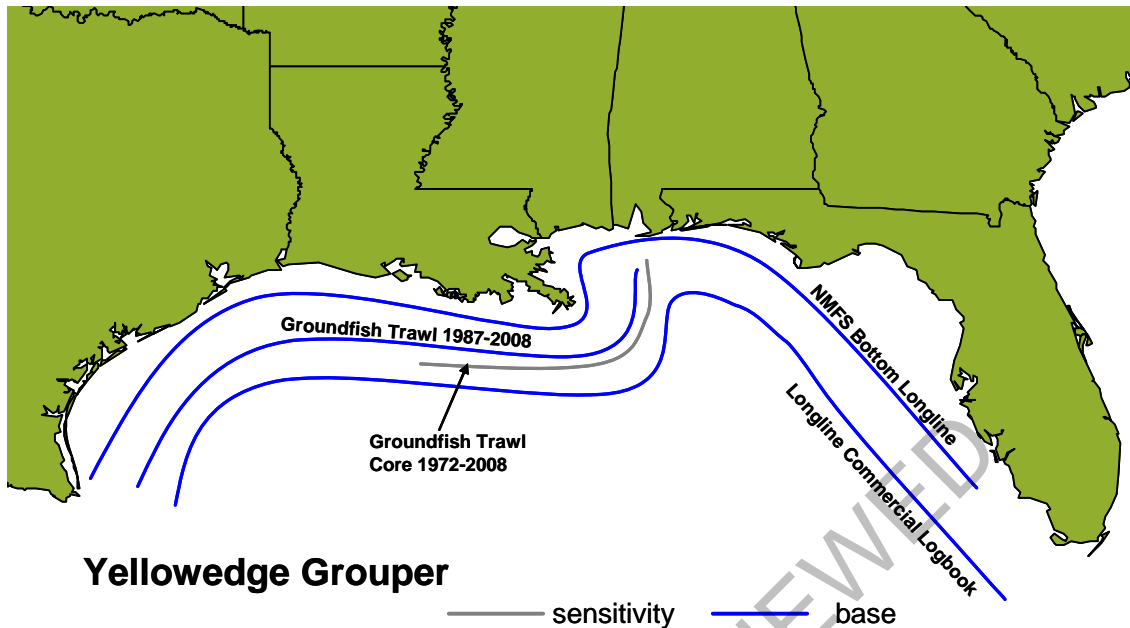 Groundfish Trawl 1987-2008
NMFS Bottom Longline
Groundfish Trawl
Core 1972-2008
Longline Commercial Logbook
Yellowedge Grouper
sensitivity
base